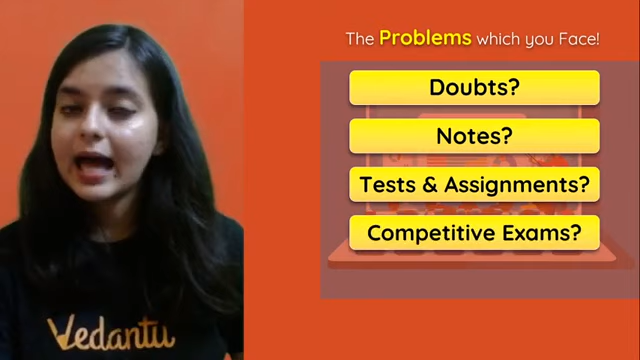 The Problems which you Face!
Doubts?
Notes?
Tests & Assignments?
Competitive Exams?
Vedantu